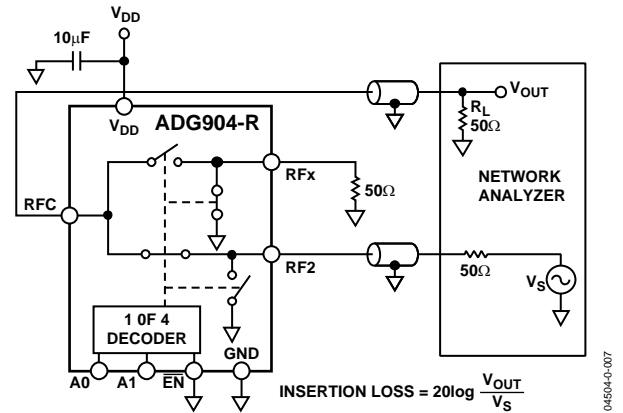 VDD
10μF
VDD
ADG904-R
RFC
RFx
50Ω
RF2
VOUT
RL
50Ω
NETWORK
ANALYZER
50Ω
VS
1 0F 4
DECODER
GND
A0
A1
EN
INSERTION LOSS = 20log VOUT
VS
04504-0-007